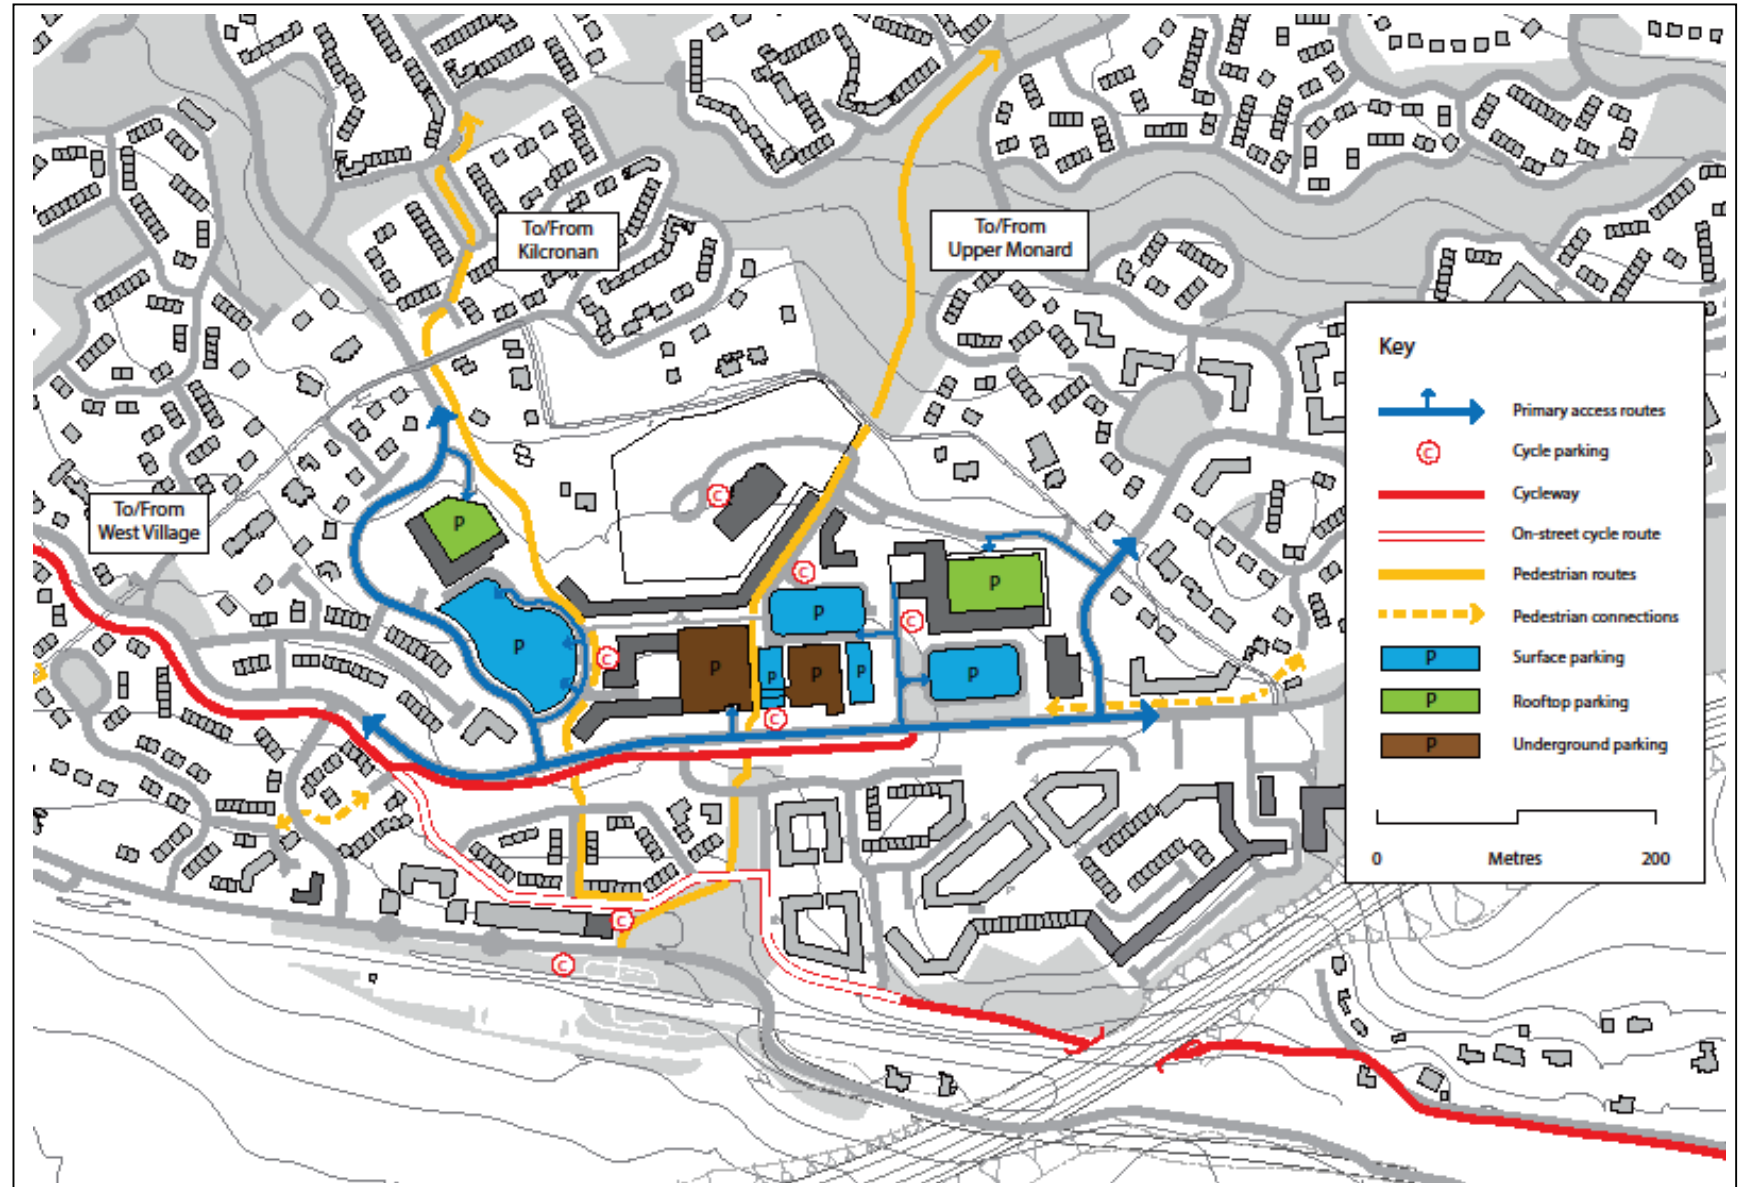 To/From
Kilcronan
To/From
Upper Monard
To/From
West Village
C
P
C
P
P
C
P
C
P
C
P
P
P
P
P
C
C
C
Key
Primary access routes
C
Cycle parking
Cycleway
On-street cycle route
Pedestrian routes
Pedestrian connections
P
Surface parking
P
Rooftop parking
P
Underground parking
0
Metres
200